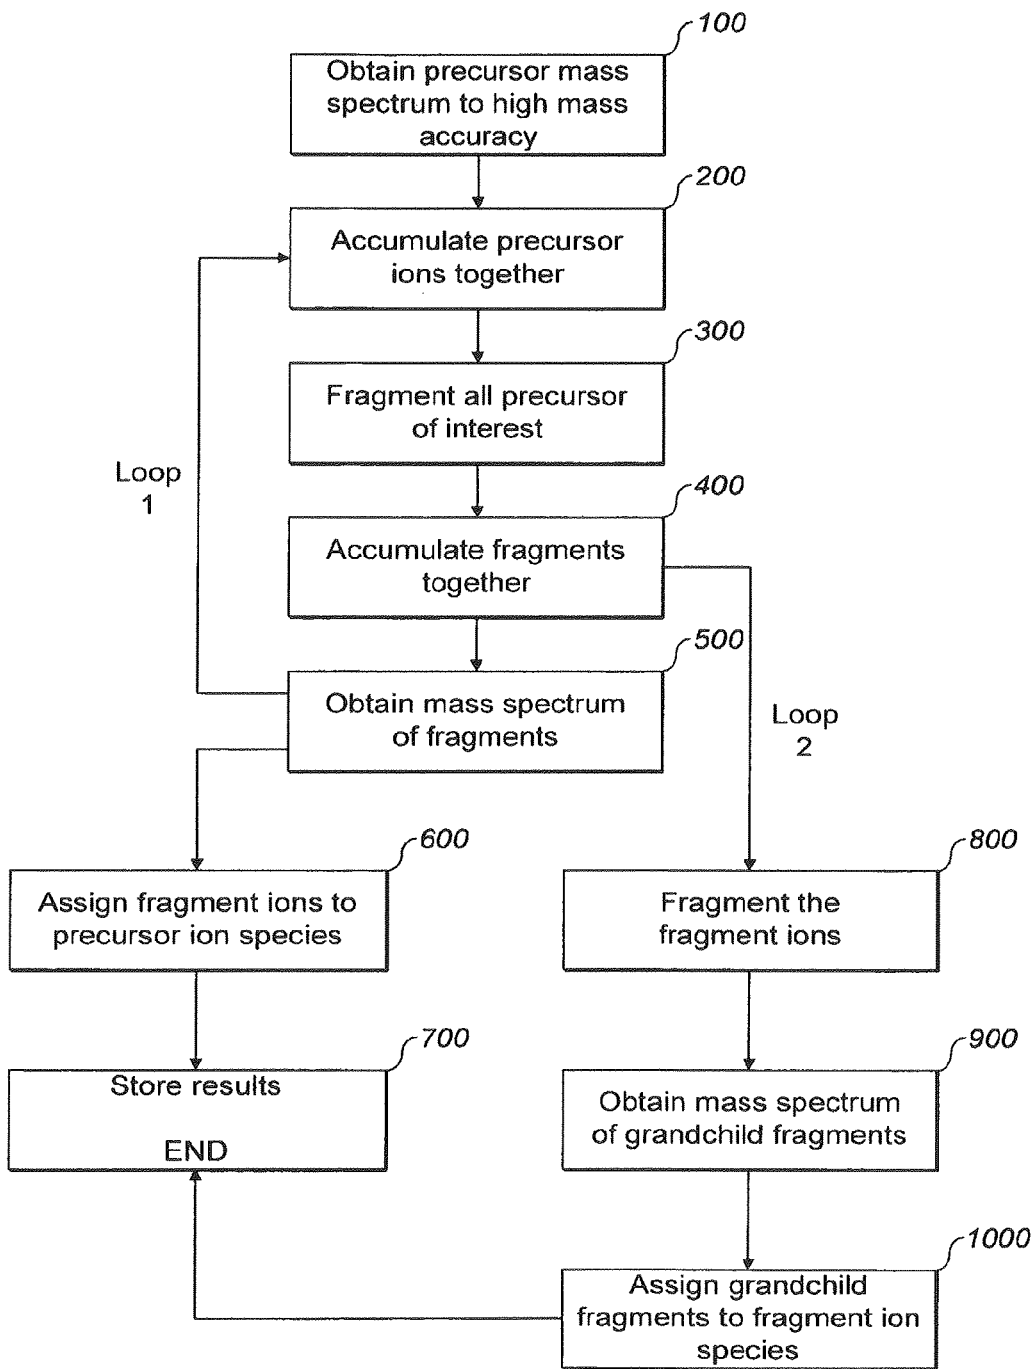 100
Obtain precursor mass
spectrum to high mass
accuracy
200
Accumulate precursor
ions together
300
Fragment all precursor
of interest
Loop
1
400
Accumulate fragments
together
500
Obtain mass spectrum
of fragments
Loop
2
600
Assign fragment ions to
precursor ion species
800
Fragment the
fragment ions
700
Store results
END
900
Obtain mass spectrum
of grandchild fragments
1000
Assign grandchild
fragments to fragment ion
species